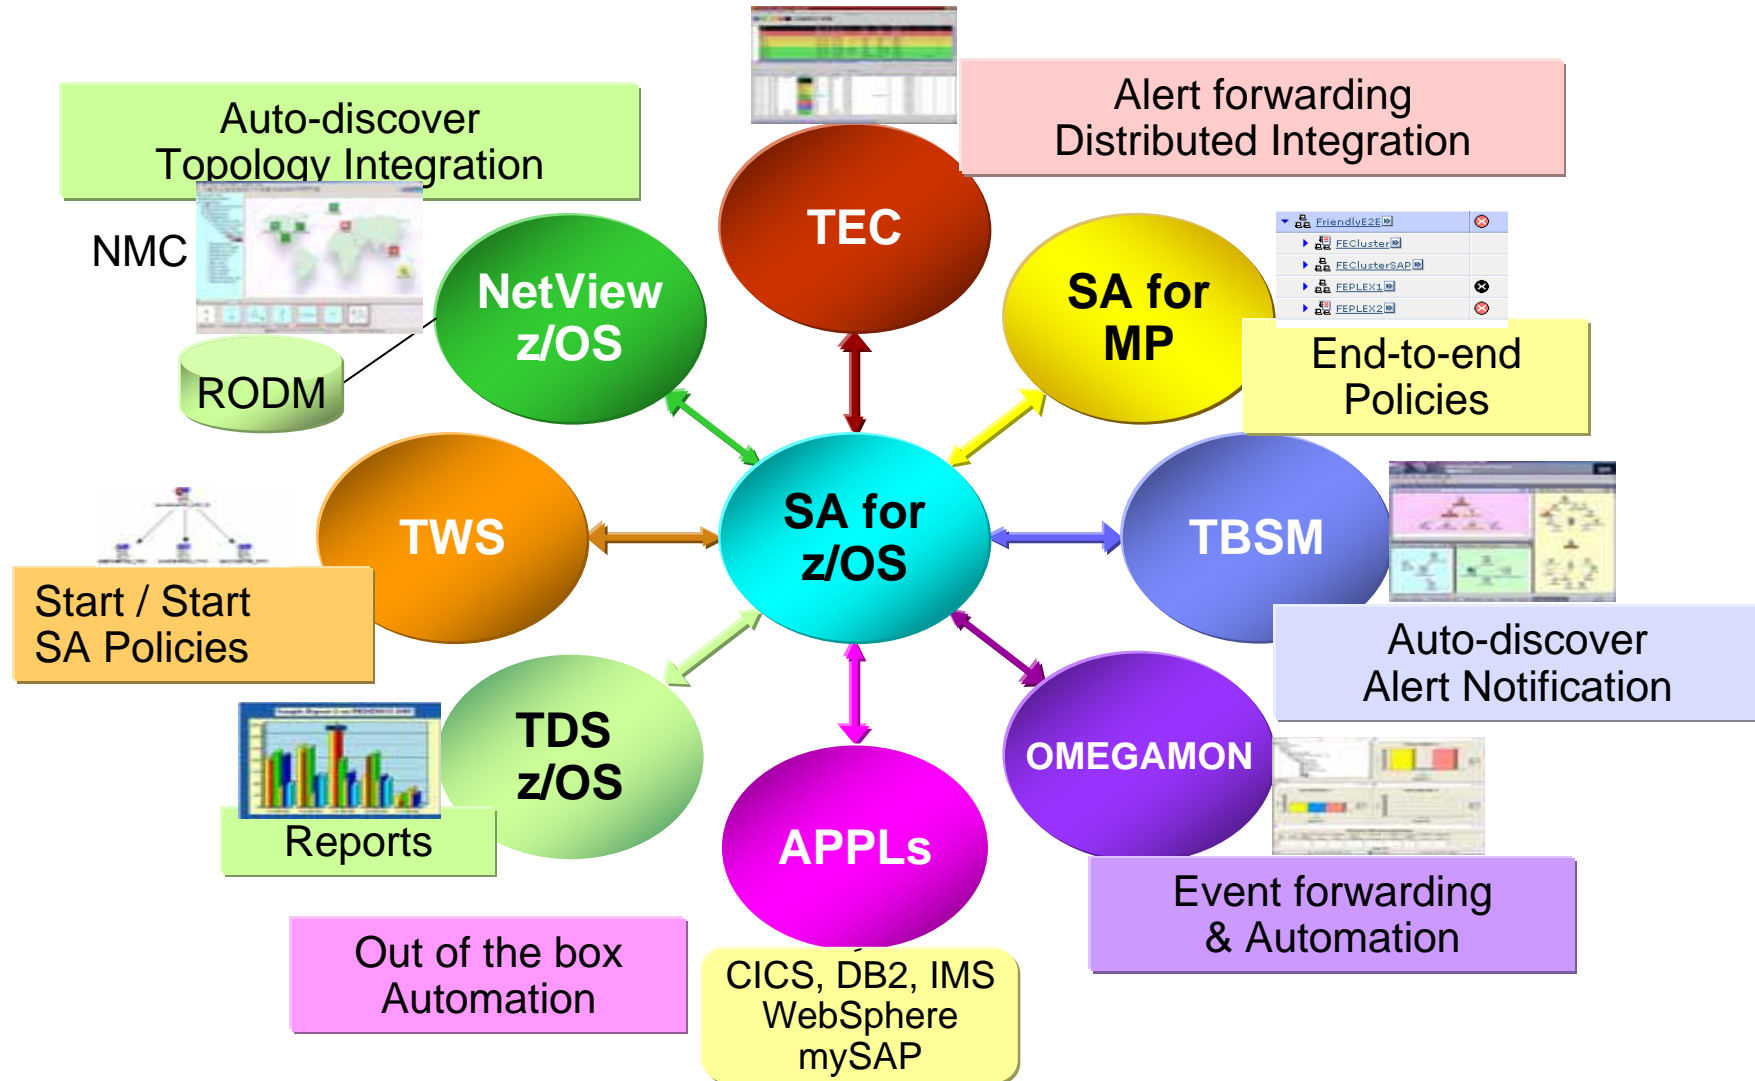 Auto-discover
Topology Integration
Alert forwarding
Distributed Integration
TEC
NMC
NetView
z/OS
SA for
MP
FriendlyE2E
FECluster
FEClusterSAP
FEPLEX1
FEPLEX2
End-to-end
Policies
RODM
TWS
SA for
z/OS
TBSM
Start / Start
SA Policies
Auto-discover
Alert Notification
TDS
z/OS
Reports
OMEGAMON
APPLs
Event forwarding
& Automation
Out of the box
Automation
CICS, DB2, IMS
WebSphere
mySAP